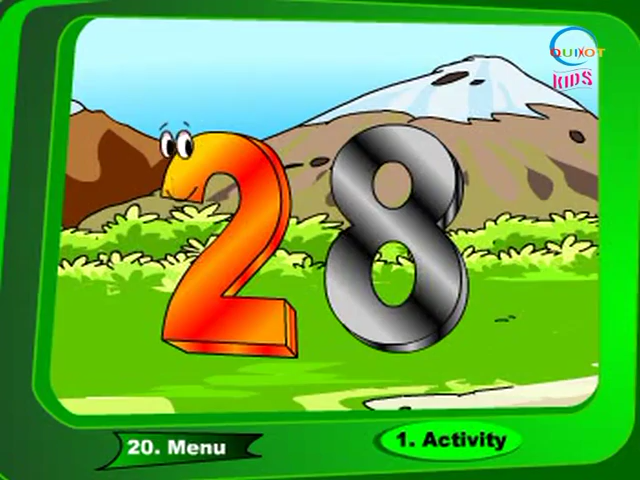 QUIXOT
KIDS
28
20. Menu
1. Activity